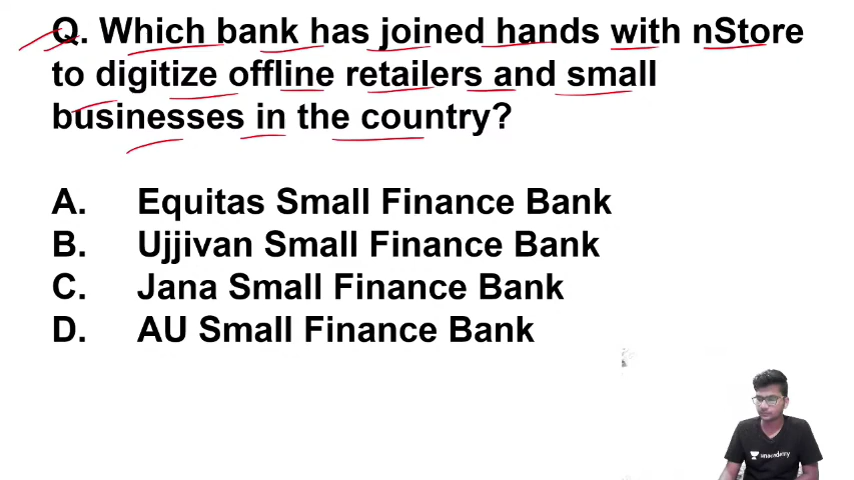 Q. Which bank has joined hands with nStore
to digitize offline retailers and small
businesses in the country?
A. Equitas Small Finance Bank
B. Ujjivan Small Finance Bank
C. Jana Small Finance Bank
D. AU Small Finance Bank
unacademy